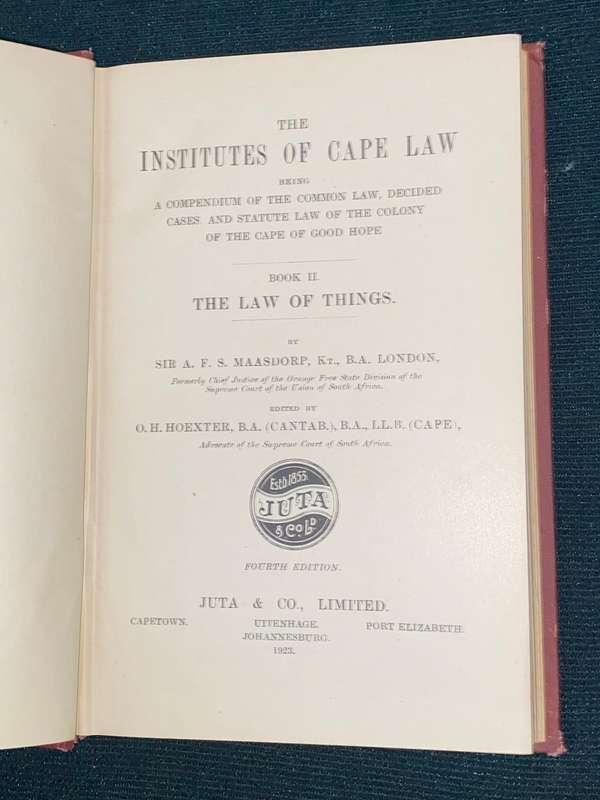 THE
INSTITUTES OF CAPE LAW
BEING
A COMPENDIUM OF THE COMMON LAW, DECIDED
CASES, AND STATUTE LAW OF THE COLONY
OF THE CAPE OF GOOD HOPE
BOOK II.
THE LAW OF THINGS.
BY
SIR A. F. S. MAASDORP, KT., B.A. LONDON,
Formerly Chief Justice of the Orange Free State Division of the
Supreme Court of the Union of South Africa.
EDITED BY
O. H. HOEXTER, B.A. (CANTAB.), B.A., LL.B. (CAPE),
Advocate of the Supreme Court of South Africa.
Estd 1853.
JUTA
& Co. Ld
FOURTH EDITION.
JUTA & CO., LIMITED.
CAPETOWN. UITENHAGE. PORT ELIZABETH.
JOHANNESBURG.
1923.